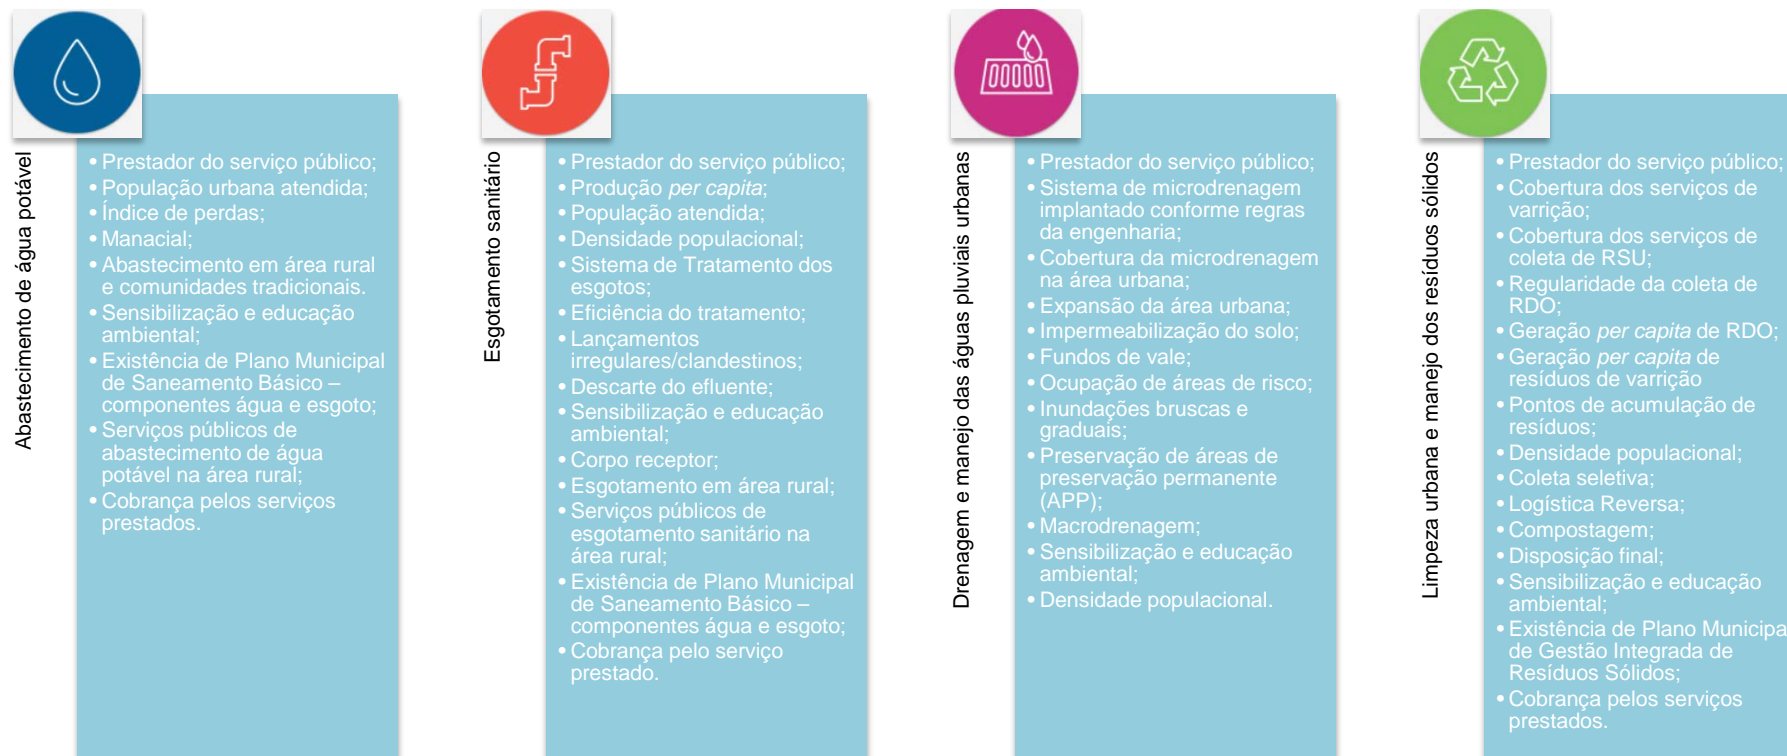 Abastecimento de água potável
• Prestador do serviço público;
• População urbana atendida;
• Índice de perdas;
• Manacial;
• Abastecimento em área rural
e comunidades tradicionais.
• Sensibilização e educação
ambiental;
• Existência de Plano Municipal
de Saneamento Básico –
componentes água e esgoto;
• Serviços públicos de
abastecimento de água
potável na área rural;
• Cobrança pelos serviços
prestados.
Esgotamento sanitário
• Prestador do serviço público;
• Produção per capita;
• População atendida;
• Densidade populacional;
• Sistema de Tratamento dos
esgotos;
• Eficiência do tratamento;
• Lançamentos
irregulares/clandestinos;
• Descarte do efluente;
• Sensibilização e educação
ambiental;
• Corpo receptor;
• Esgotamento em área rural;
• Serviços públicos de
esgotamento sanitário na
área rural;
• Existência de Plano Municipal
de Saneamento Básico –
componentes água e esgoto;
• Cobrança pelo serviço
prestado.
Drenagem e manejo das águas pluviais urbanas
• Prestador do serviço público;
• Sistema de microdrenagem
implantado conforme regras
da engenharia;
• Cobertura da microdrenagem
na área urbana;
• Expansão da área urbana;
• Impermeabilização do solo;
• Fundos de vale;
• Ocupação de áreas de risco;
• Inundações bruscas e
graduais;
• Preservação de áreas de
preservação permanente
(APP);
• Macrodrenagem;
• Sensibilização e educação
ambiental;
• Densidade populacional.
Limpeza urbana e manejo dos resíduos sólidos
• Prestador do serviço público;
• Cobertura dos serviços de
varrição;
• Cobertura dos serviços de
coleta de RSU;
• Regularidade da coleta de
RDO;
• Geração per capita de RDO;
• Geração per capita de
resíduos de varrição
• Pontos de acumulação de
resíduos;
• Densidade populacional;
• Coleta seletiva;
• Logística Reversa;
• Compostagem;
• Disposição final;
• Sensibilização e educação
ambiental;
• Existência de Plano Municipa
de Gestão Integrada de
Resíduos Sólidos;
• Cobrança pelos serviços
prestados.